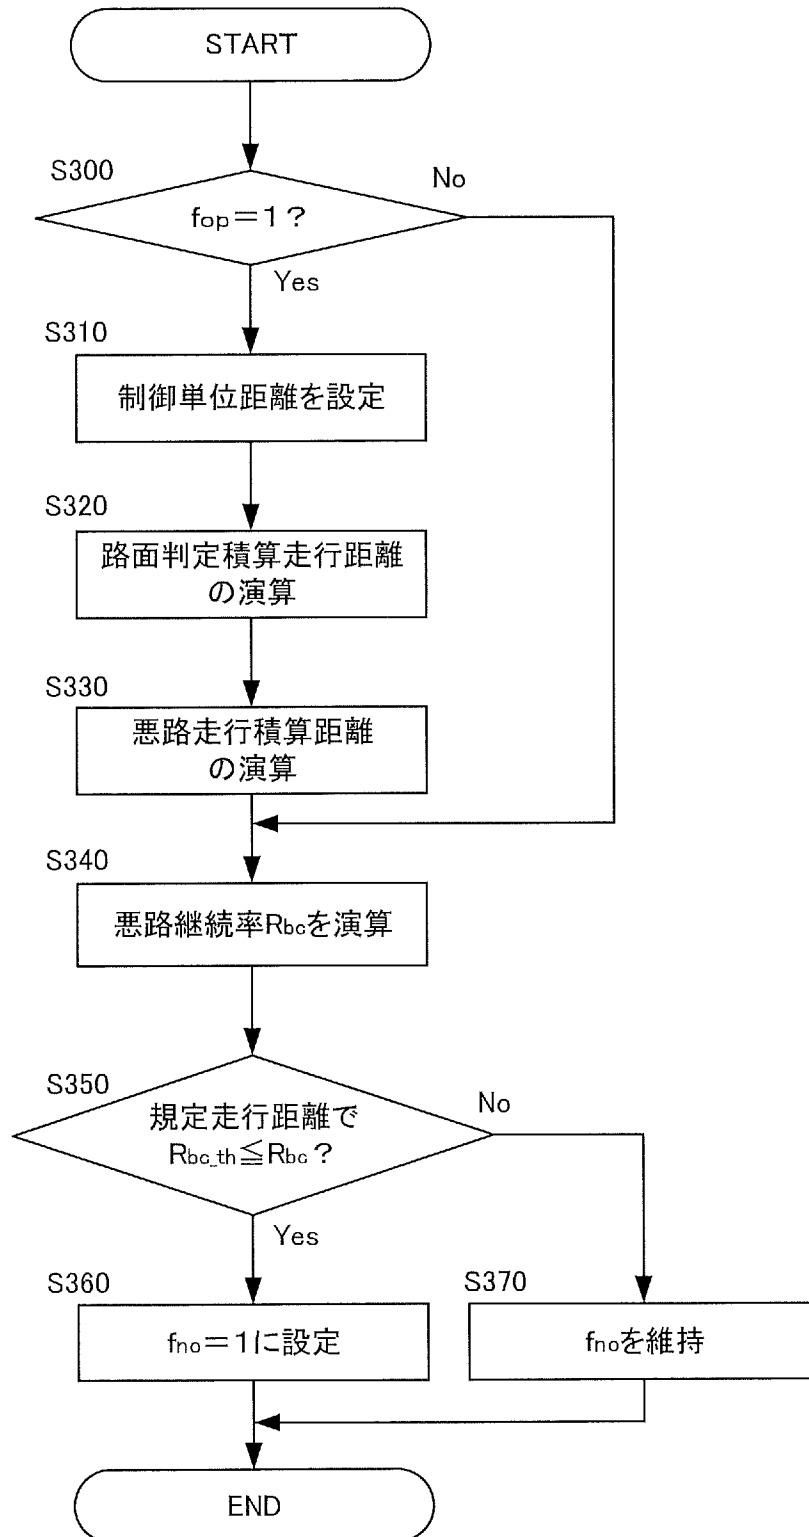 START
S300
No
fop＝1？
Yes
S310
制御単位距離を設定
S320
路面判定積算走行距離
の演算
S330
悪路走行積算距離
の演算
S340
悪路継続率Rbcを演算
S350
No
規定走行距離で
Rbc_th≦Rbc？
Yes
S360
S370
fno＝1に設定
fnoを維持
END